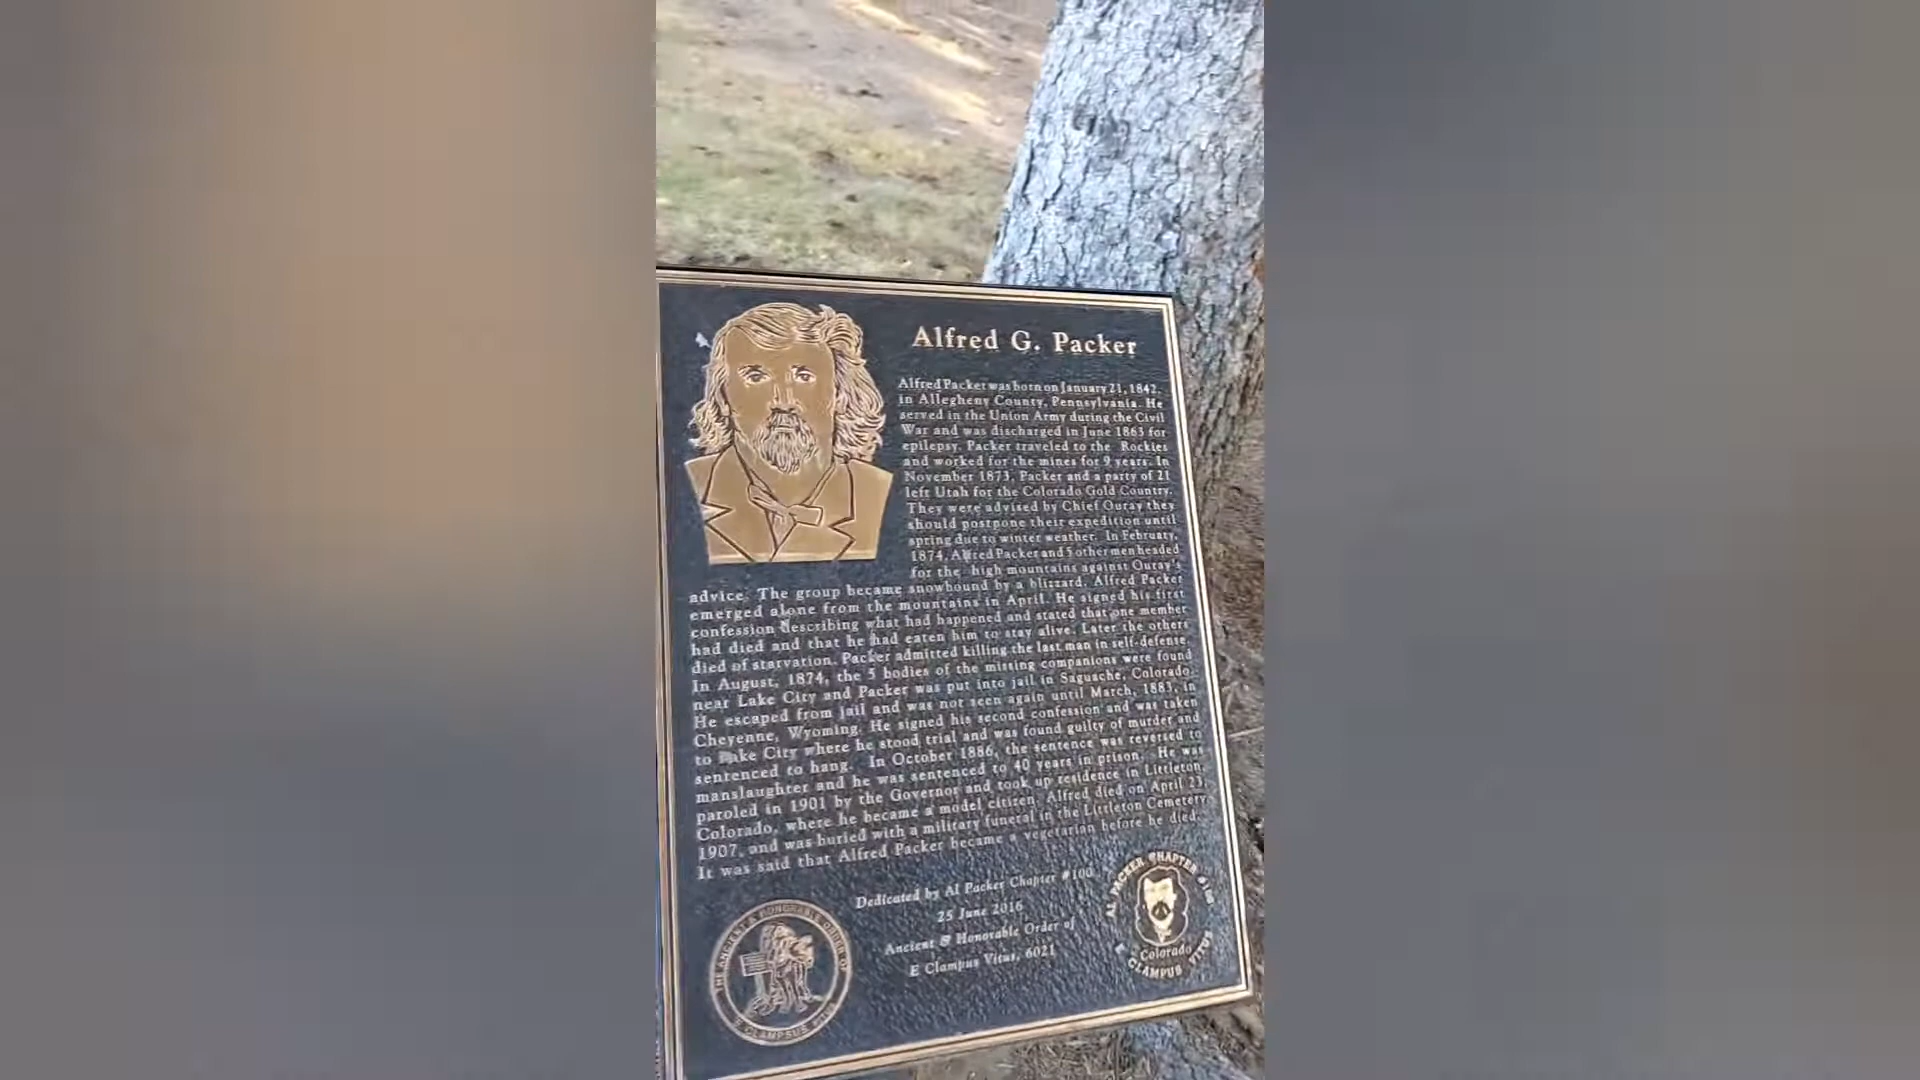 Alfred G. Packer
Alfred Packer was born on January 21, 1842,
in Allegheny County, Pennsylvania. He
served in the Union Army during the Civil
War and was discharged in June 1863 for
epilepsy. Packer traveled to the Rockies
and worked for the mines for 9 years. In
November 1873, Packer and a party of 21
left Utah for the Colorado Gold Country.
They were advised by Chief Ouray they
should postpone their expedition until
spring due to winter weather. In February,
1874, Alfred Packer and 5 other men headed
for the high mountains against Ouray's
advice. The group became snowbound by a blizzard. Alfred Packer
emerged alone from the mountains in April. He signed his first
confession describing what had happened and stated that one member
had died and that he had eaten him to stay alive. Later the others
died of starvation. Packer admitted killing the last man in self-defense.
In August, 1874, the 5 bodies of the missing companions were found
near Lake City and Packer was put into jail in Saguache, Colorado.
He escaped from jail and was not seen again until March, 1883, in
Cheyenne, Wyoming. He signed his second confession and was taken
to Lake City where he stood trial and was found guilty of murder and
sentenced to hang. In October 1886, the sentence was reversed to
manslaughter and he was sentenced to 40 years in prison. He was
paroled in 1901 by the Governor and took up residence in Littleton,
Colorado, where he became a model citizen. Alfred died on April 23,
1907, and was buried with a military funeral in the Littleton Cemetery.
It was said that Alfred Packer became a vegetarian before he died.
Dedicated by Al Packer Chapter #100
25 June 2016
Ancient & Honorable Order of
E Clampus Vitus, 6021
THE ANCIENT & HONORABLE ORDER OF
E CLAMPSUS VITUS
AL PACKER CHAPTER #100
Colorado
E CLAMPUS VITUS